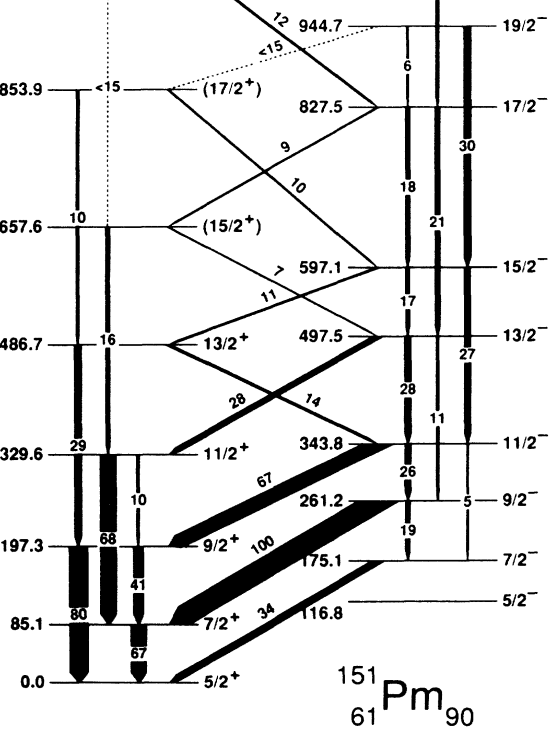 12 944.7 19/2⁻
<15
6
853.9 <15 (17/2⁺)
827.5 17/2⁻
9 30
10 18
10 21
657.6 (15/2⁺)
7 597.1 15/2⁻
11 17
497.5 13/2⁻
486.7 16 13/2⁺
27
28 14 28
11
29 343.8 11/2⁻
329.6 11/2⁺
67 26
10 261.2 5 9/2⁻
19
68 100
197.3 9/2⁺
175.1 7/2⁻
41
80 34 116.8 5/2⁻
85.1 7/2⁺
67
0.0 5/2⁺
¹⁵¹₆₁Pm₉₀